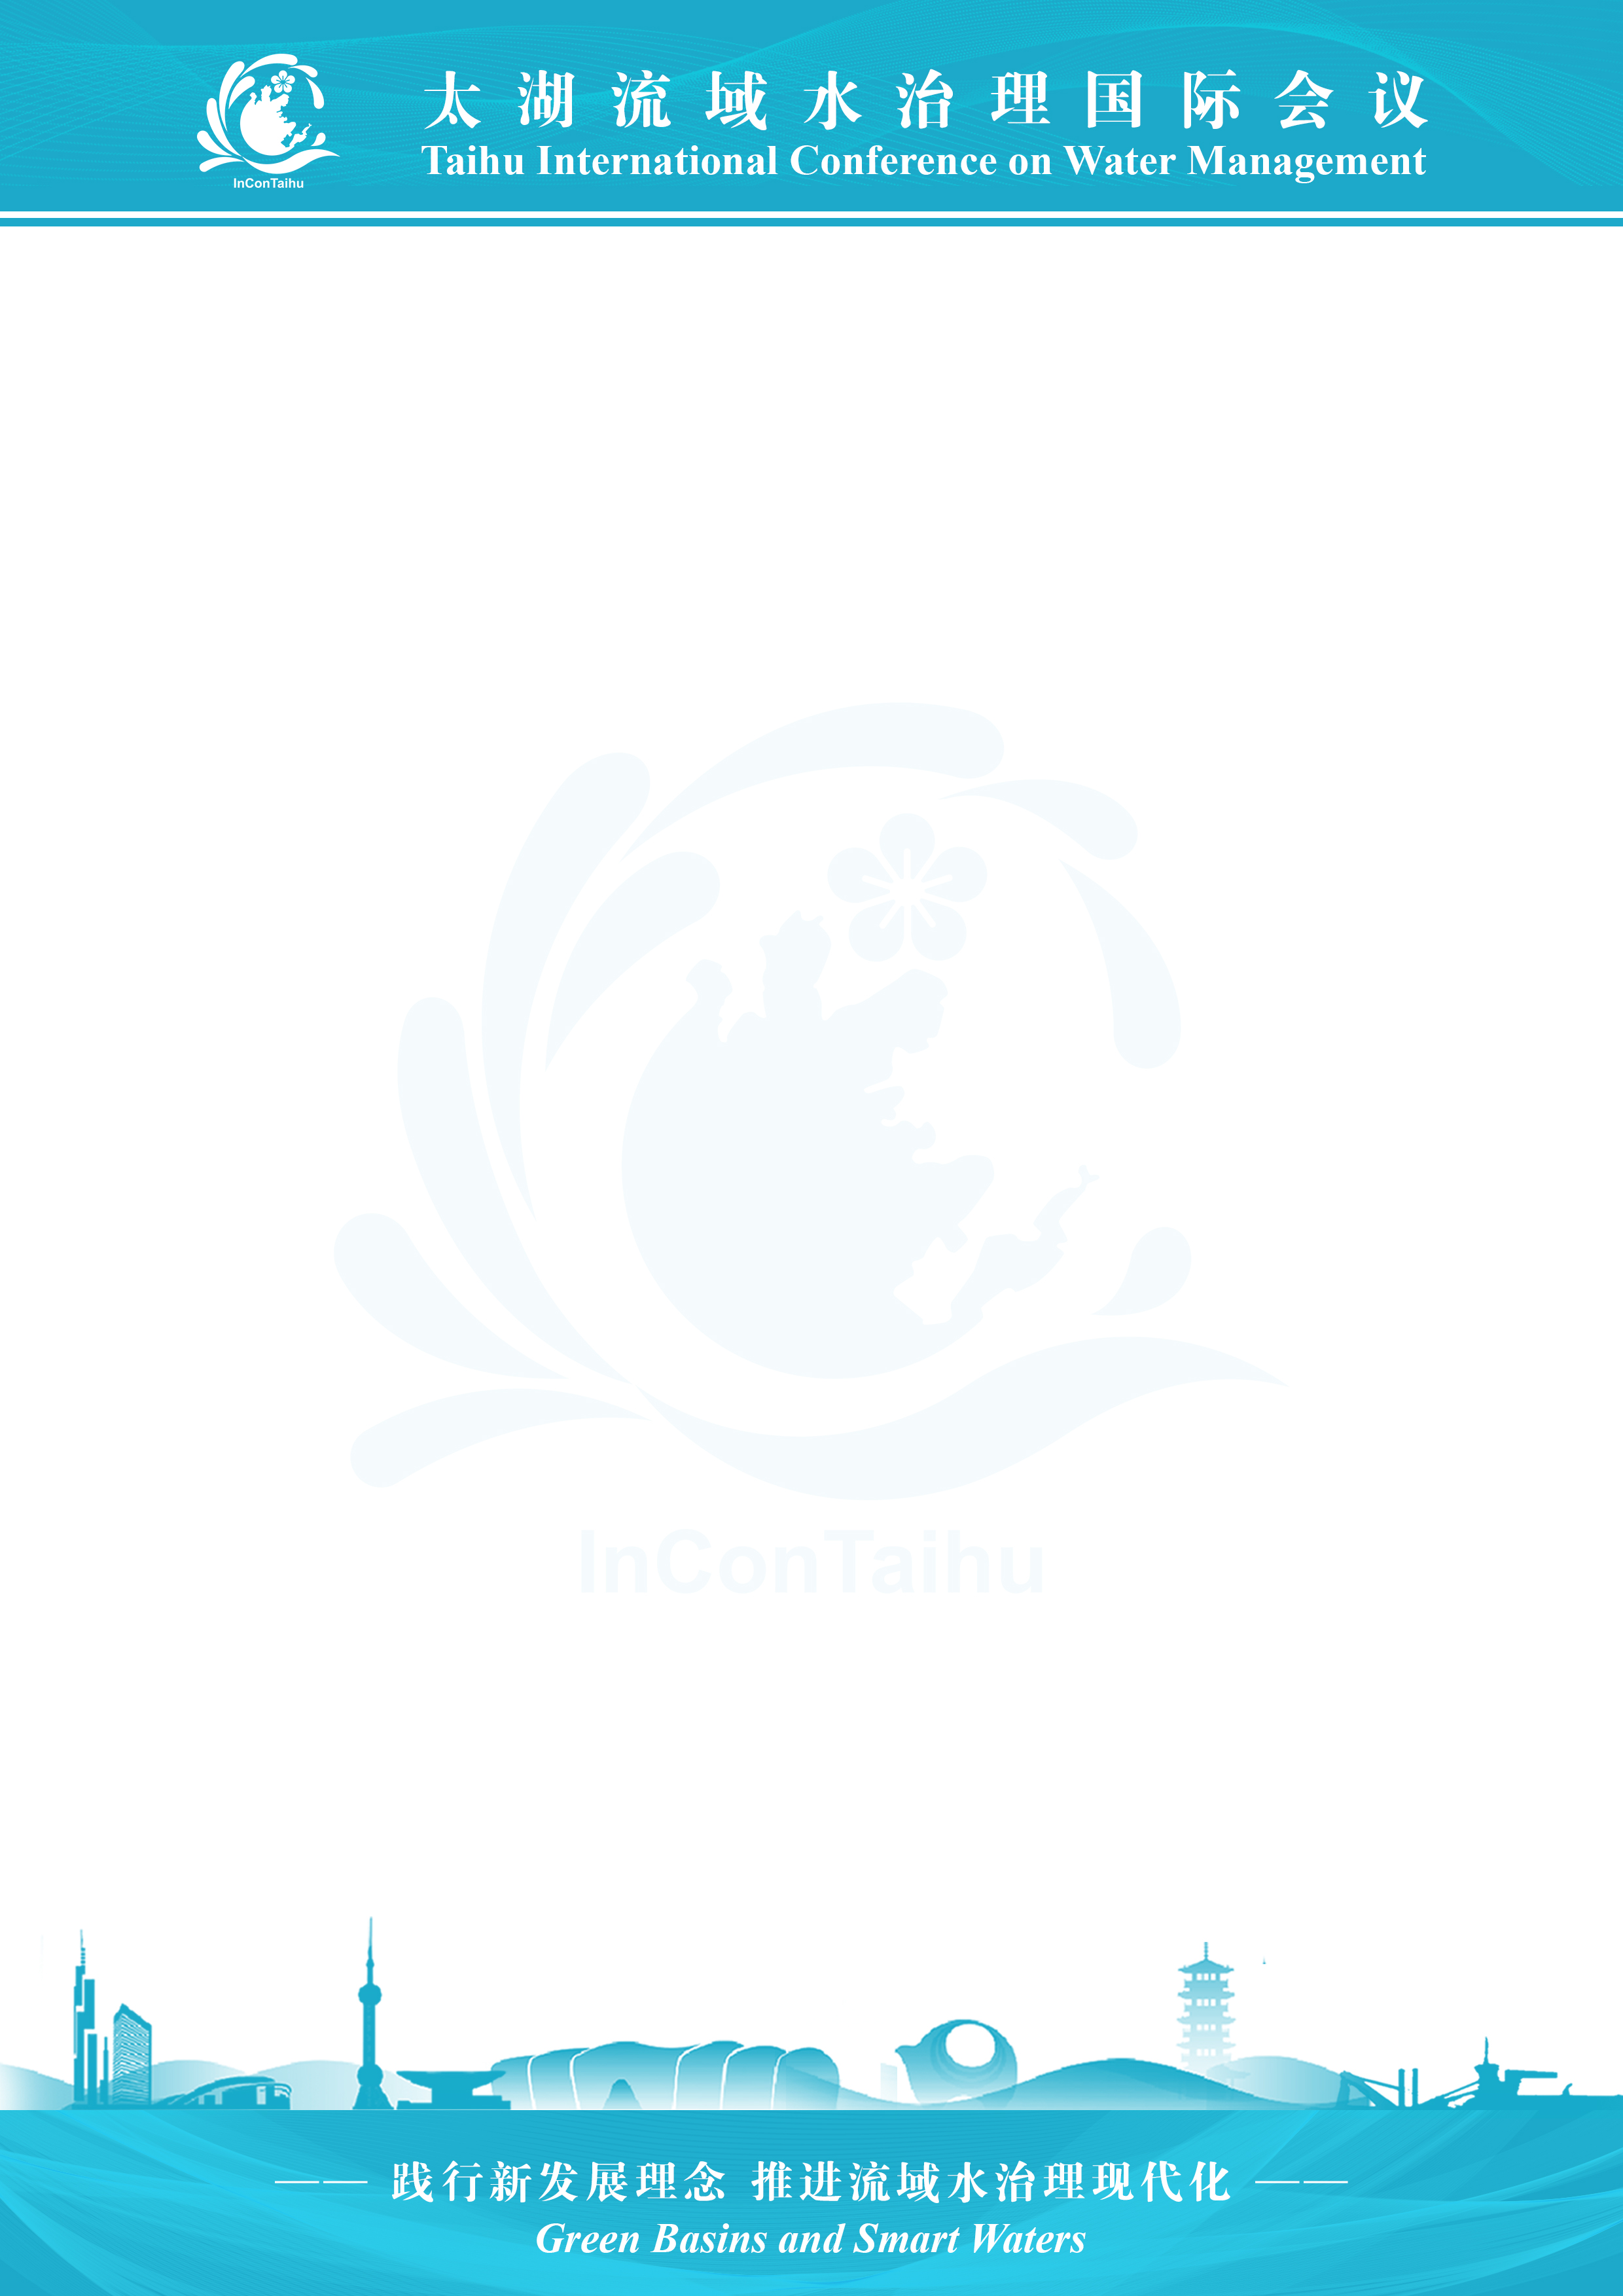 InConTaihu
太湖流域水治理国际会议
Taihu International Conference on Water Management
InConTaihu
—— 践行新发展理念 推进流域水治理现代化 ——
Green Basins and Smart Waters